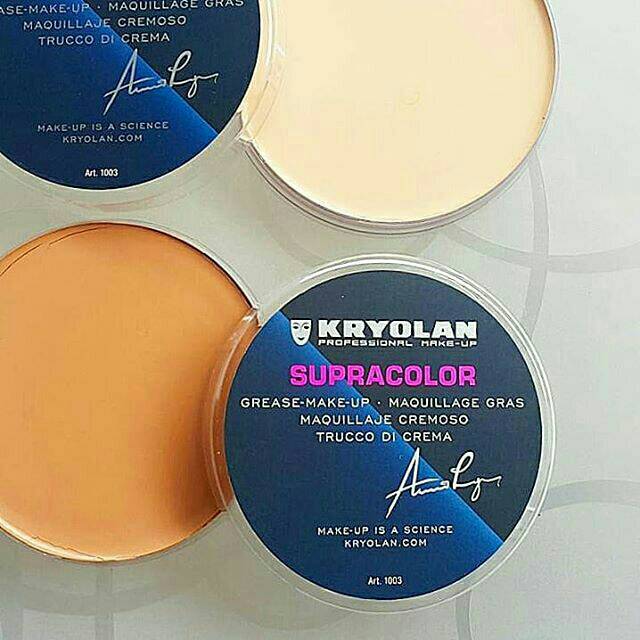 GREASE-MAKE-UP · MAQUILLAGE GRAS
MAQUILLAJE CREMOSO
TRUCCO DI CREMA
MAKE-UP IS A SCIENCE
KRYOLAN.COM
Art. 1003
KRYOLAN
PROFESSIONAL MAKE-UP
SUPRACOLOR
GREASE-MAKE-UP · MAQUILLAGE GRAS
MAQUILLAJE CREMOSO
TRUCCO DI CREMA
MAKE-UP IS A SCIENCE
KRYOLAN.COM
Art. 1003